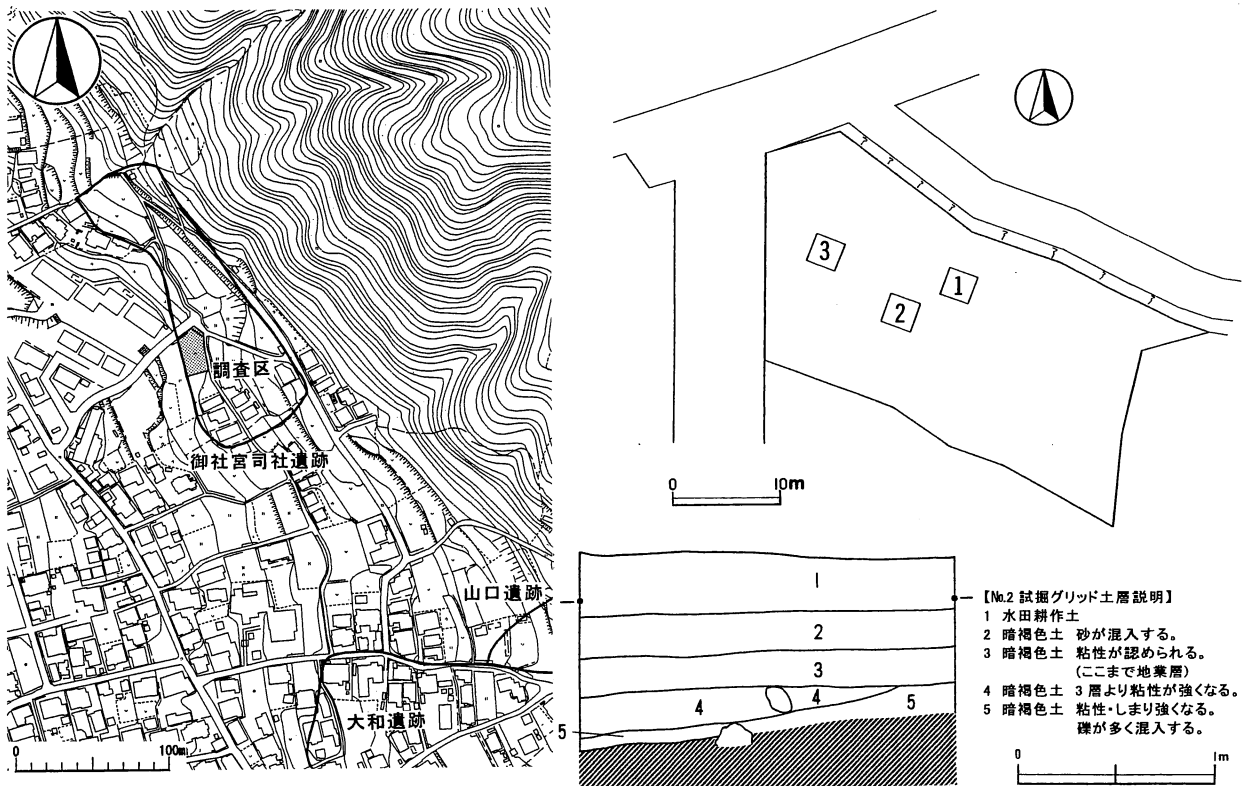 調査区
御社宮司社遺跡
山口遺跡
大和遺跡
0 100m
3
1
2
0 10m
1
2
3
4
4
5
5
【No.2 試掘グリッド土層説明】
1 水田耕作土
2 暗褐色土 砂が混入する。
3 暗褐色土 粘性が認められる。
(ここまで地業層)
4 暗褐色土 3層より粘性が強くなる。
5 暗褐色土 粘性・しまり強くなる。
礫が多く混入する。
0 1m